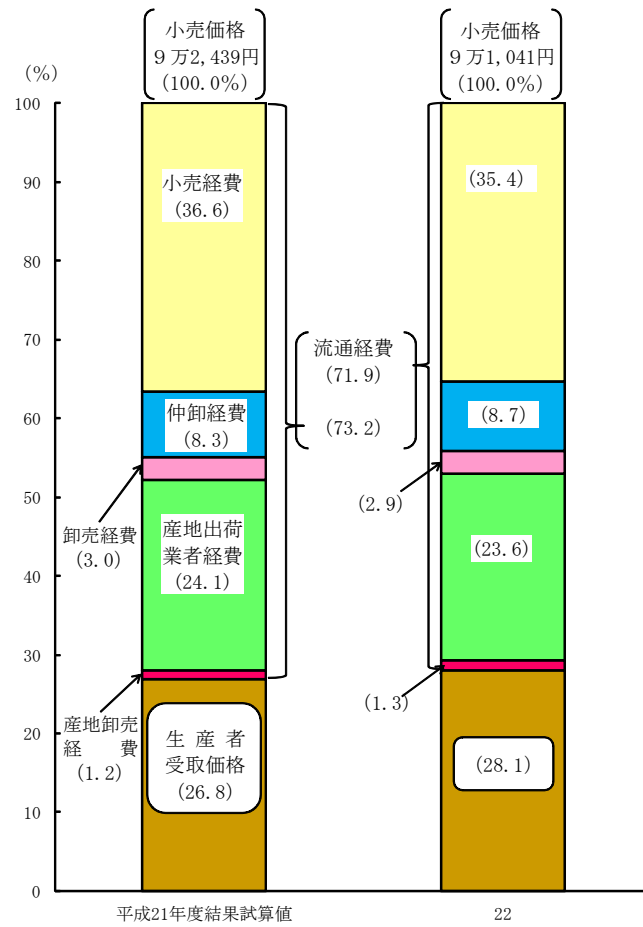 小売価格
9万2,439円
(100.0%)
小売価格
9万1,041円
(100.0%)
(%)
100
90
80
70
60
50
40
30
20
10
0
小売経費
(36.6)
仲卸経費
(8.3)
卸売経費
(3.0)
産地出荷
業者経費
(24.1)
産地卸売
経　費
(1.2)
生産者
受取価格
(26.8)
流通経費
(71.9)
(73.2)
(35.4)
(8.7)
(2.9)
(23.6)
(1.3)
(28.1)
平成21年度結果試算値
22